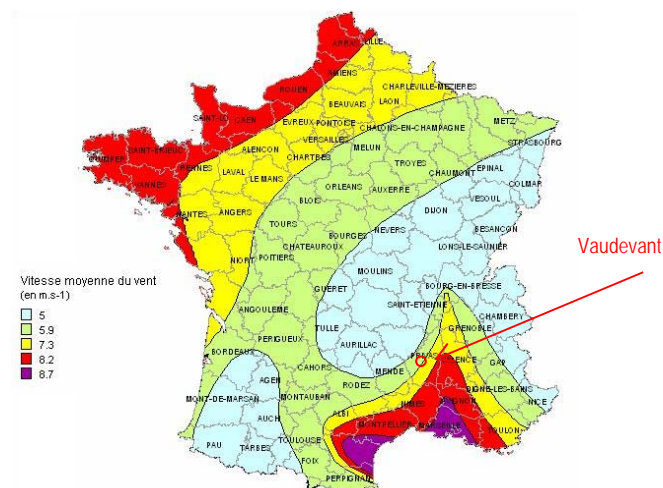 LILLE
ARRAS
AMIENS
ROUEN
CHARLEVILLE-MEZIERES
BEAUVAIS
LAON
SAINT-LO
CAEN
EVREUX
PONTOISE
METZ
CHALONS-EN-CHAMPAGNE
VERSAILLES
STRASBOURG
SAINT-BRIEUC
ALENCON
MELUN
QUIMPER
CHARTRES
RENNES
TROYES
EPINAL
LAVAL
LE MANS
CHAUMONT
COLMAR
VANNES
ORLEANS
AUXERRE
VESOUL
BLOIS
DIJON
NANTES
ANGERS
TOURS
BESANCON
BOURGES
NEVERS
CHATEAUROUX
LONS-LE-SAUNIER
Vaudevant
NIORT
POITIERS
MOULINS
Vitesse moyenne du vent
(en m.s-1)
5
5.9
7.3
8.2
8.7
GUERET
BOURG-EN-BRESSE
SAINT-ETIENNE
ANGOULEME
CHAMBERY
TULLE
GRENOBLE
PERIGUEUX
AURILLAC
BORDEAUX
PRIVAS
VALENCE
GAP
CAHORS
MENDE
AGEN
RODEZ
DIGNE-LES-BAINS
MONT-DE-MARSAN
MONTAUBAN
NIMES
AVIGNON
NICE
ALBI
AUCH
MONTPELLIER
MARSEILLE
TOULON
TOULOUSE
PAU
TARBES
FOIX
PERPIGNAN